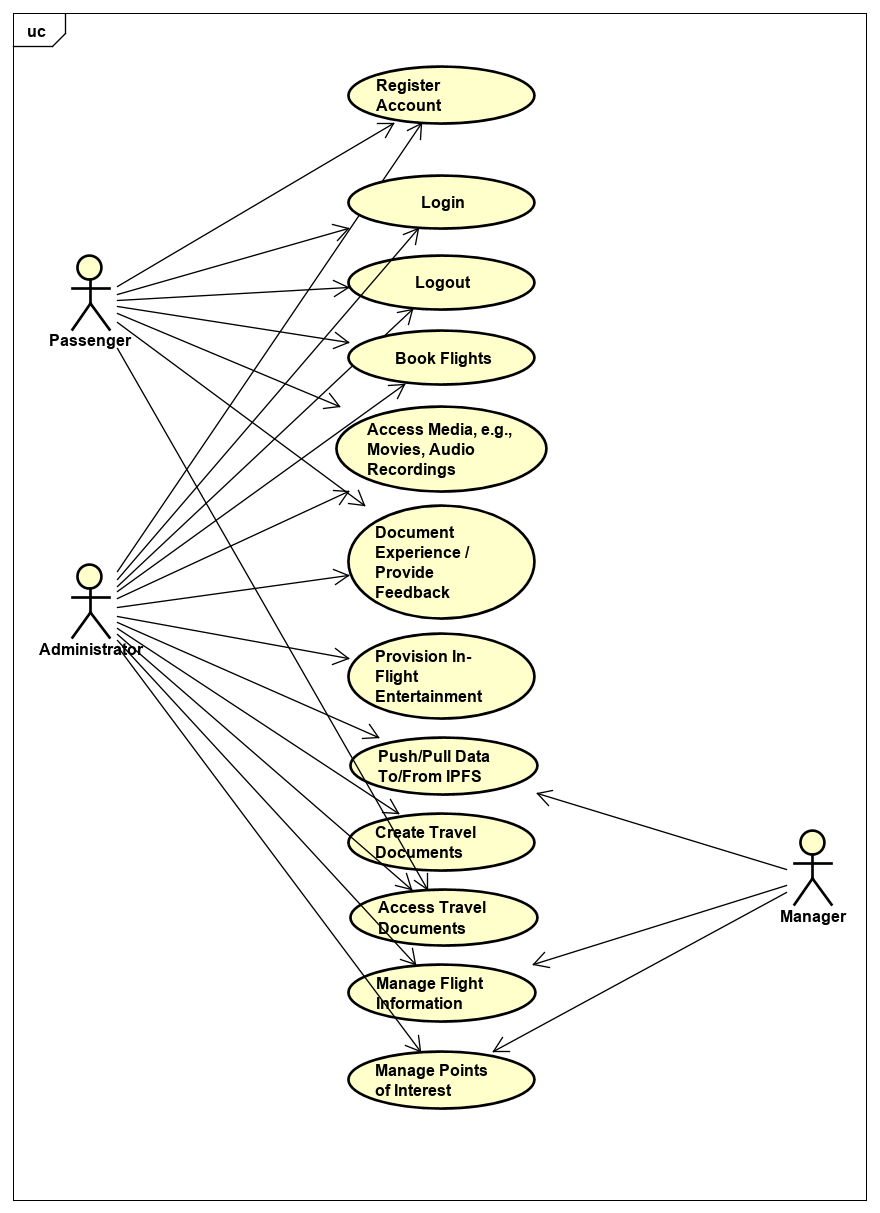 uc
Register
Account
Login
Logout
Passenger
Book Flights
Access Media, e.g.,
Movies, Audio
Recordings
Document
Experience /
Provide
Feedback
Administrator
Provision In-
Flight
Entertainment
Push/Pull Data
To/From IPFS
Create Travel
Documents
Access Travel
Documents
Manager
Manage Flight
Information
Manage Points
of Interest